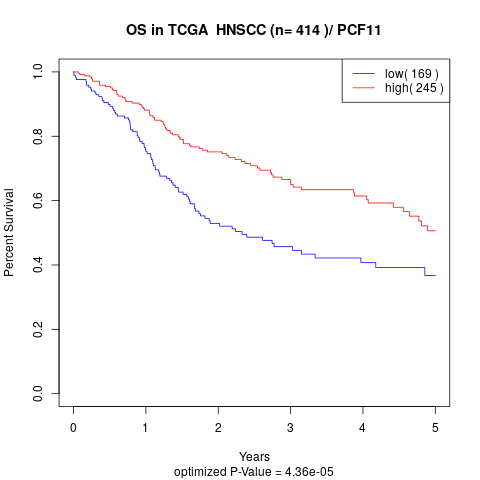 OS in TCGA  HNSCC (n= 414 )/ PCF11
low( 169 )
high( 245 )
Percent Survival
1.0
0.8
0.6
0.4
0.2
0.0
0 1 2 3 4 5
Years
optimized P-Value = 4.36e-05